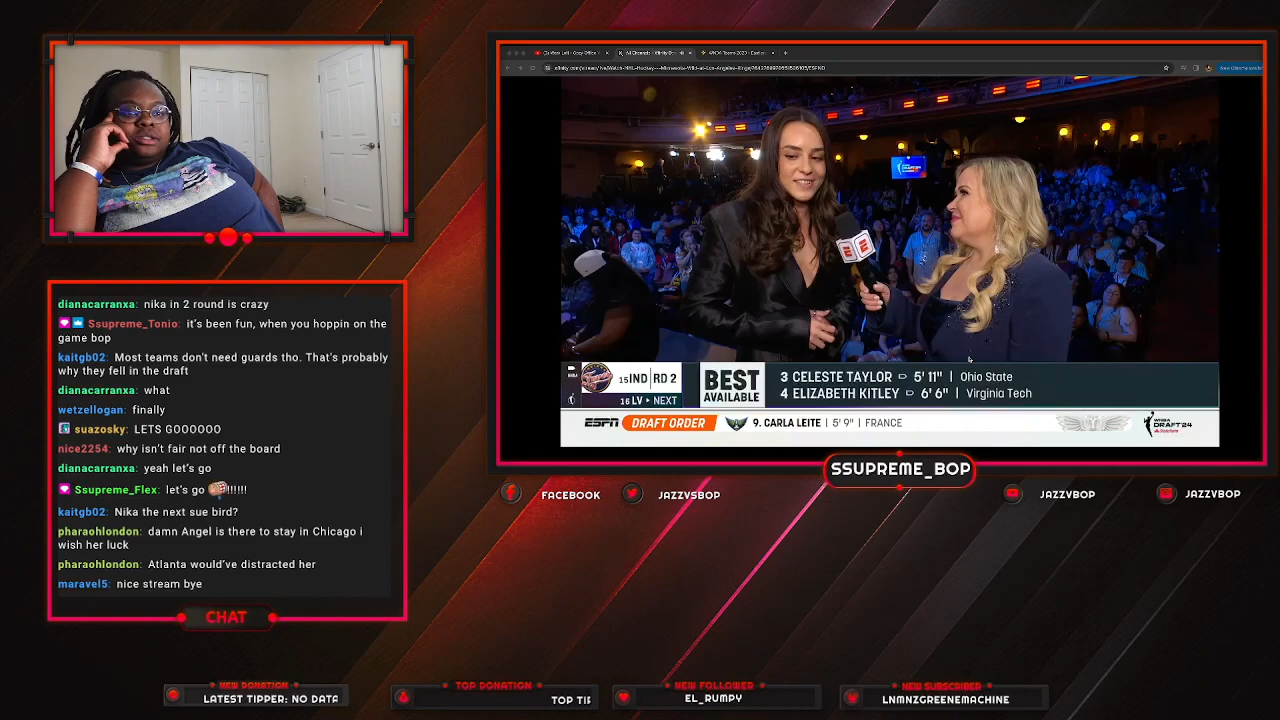 dianacarranxa: nika in 2 round is crazy
Ssupreme_Tonio: it's been fun, when you hoppin on the
game bop
kaitgb02: Most teams don't need guards tho. That's probably
why they fell in the draft
dianacarranxa: what
wetzellogan: finally
suazosky: LETS GOOOOOO
nice2254: why isn't fair not off the board
dianacarranxa: yeah let's go
Ssupreme_Flex: let's go !!!!!!
kaitgb02: Nika the next sue bird?
pharaohlondon: damn Angel is there to stay in Chicago i
wish her luck
pharaohlondon: Atlanta would've distracted her
maravel5: nice stream bye
CHAT
15 IND RD 2
16 LV NEXT
BEST
AVAILABLE
3 CELESTE TAYLOR 5' 11" | Ohio State
4 ELIZABETH KITLEY 6' 6" | Virginia Tech
ESPN DRAFT ORDER 9. CARLA LEITE | 5' 9" | FRANCE
WNBA
DRAFT'24
SSUPREME_BOP
FACEBOOK
JAZZVSBOP
JAZZVBOP
JAZZVBOP
NEW DONATION
LATEST TIPPER: NO DATA
TOP DONATION
TOP TIP
NEW FOLLOWER
EL_RUMPY
NEW SUBSCRIBER
LNMNZGREENEMACHINE